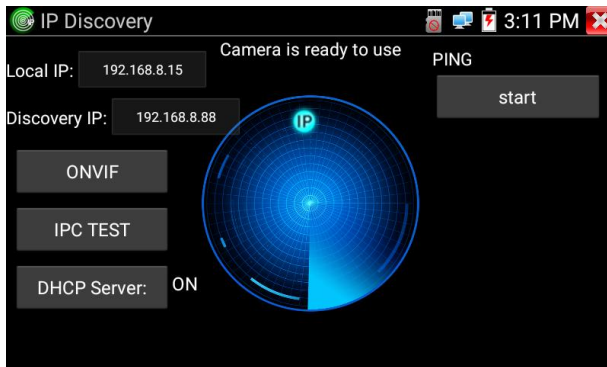 IP Discovery
3:11 PM
Camera is ready to use
Local IP: 192.168.8.15
PING
start
Discovery IP: 192.168.8.88
IP
ONVIF
IPC TEST
DHCP Server: ON